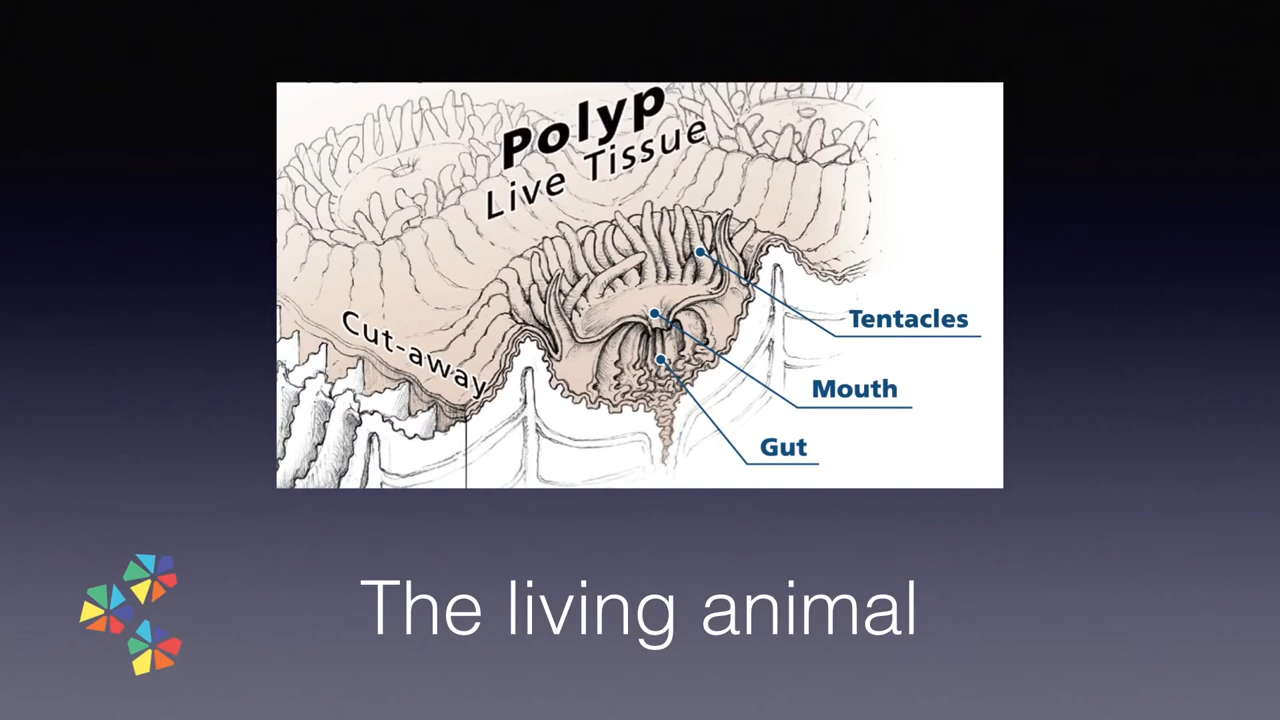 Polyp
Live Tissue
Cut-away
Tentacles
Mouth
Gut
The living animal